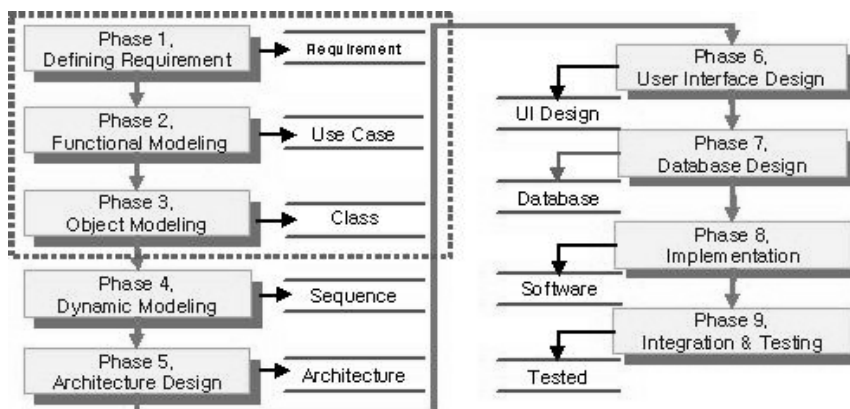 Phase 1,
Defining Requirement
Requirement
Phase 2,
Functional Modeling
Use Case
Phase 3,
Object Modeling
Class
Phase 4,
Dynamic Modeling
Sequence
Phase 5,
Architecture Design
Architecture
Phase 6,
User Interface Design
UI Design
Phase 7,
Database Design
Database
Phase 8,
Implementation
Software
Phase 9,
Integration & Testing
Tested